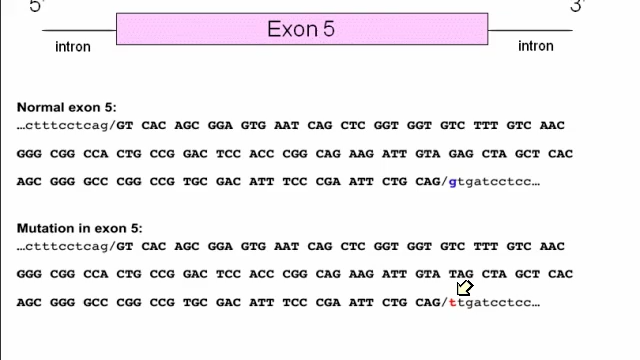 5' 3'
Exon 5
intron intron
Normal exon 5:
…ctttcctcag/GT CAC AGC GGA GTG AAT CAG CTC GGT GGT GTC TTT GTC AAC
GGG CGG CCA CTG CCG GAC TCC ACC CGG CAG AAG ATT GTA GAG CTA GCT CAC
AGC GGG GCC CGG CCG TGC GAC ATT TCC CGA ATT CTG CAG/gtgatcctcc…
Mutation in exon 5:
…ctttcctcag/GT CAC AGC GGA GTG AAT CAG CTC GGT GGT GTC TTT GTC AAC
GGG CGG CCA CTG CCG GAC TCC ACC CGG CAG AAG ATT GTA TAG CTA GCT CAC
AGC GGG GCC CGG CCG TGC GAC ATT TCC CGA ATT CTG CAG/ttgatcctcc…